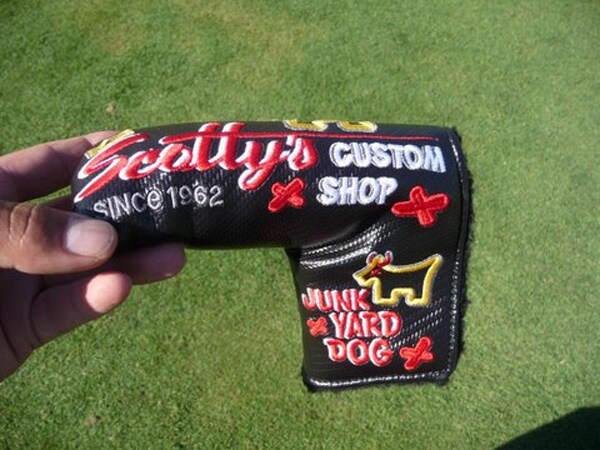 Scotty's CUSTOM
SINCE 1962 SHOP
JUNK
YARD
DOG